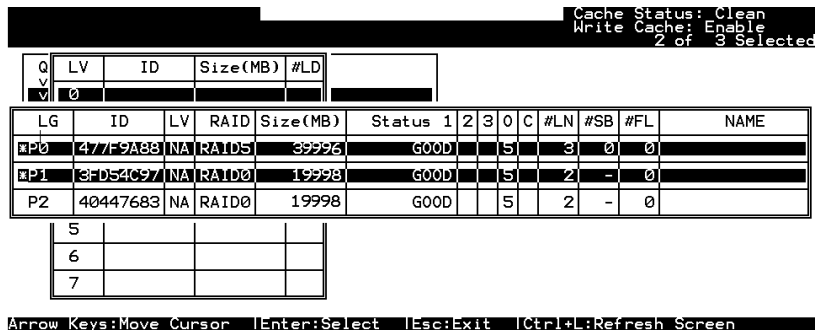 Cache Status: Clean
Write Cache: Enable
2 of 3 Selected
Q LV ID Size(MB) #LD
v
v 0
LG ID LV RAID Size(MB) Status 1 2 3 O C #LN #SB #FL NAME
*P0 477F9A88 NA RAID5 39996 GOOD 5 3 0 0
*P1 3FD54C97 NA RAID0 19998 GOOD 5 2 - 0
P2 40447683 NA RAID0 19998 GOOD 5 2 - 0
5
6
7
Arrow Keys:Move Cursor |Enter:Select |Esc:Exit |Ctrl+L:Refresh Screen